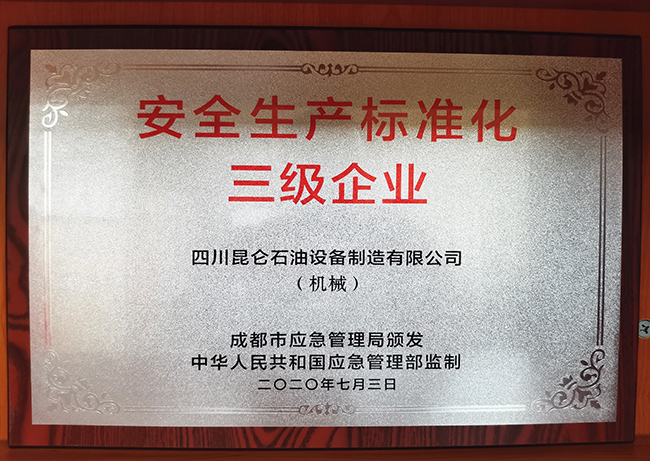 安全生产标准化
三级企业
四川昆仑石油设备制造有限公司
（机械）
成都市应急管理局颁发
中华人民共和国应急管理部监制
二〇二〇年七月三日